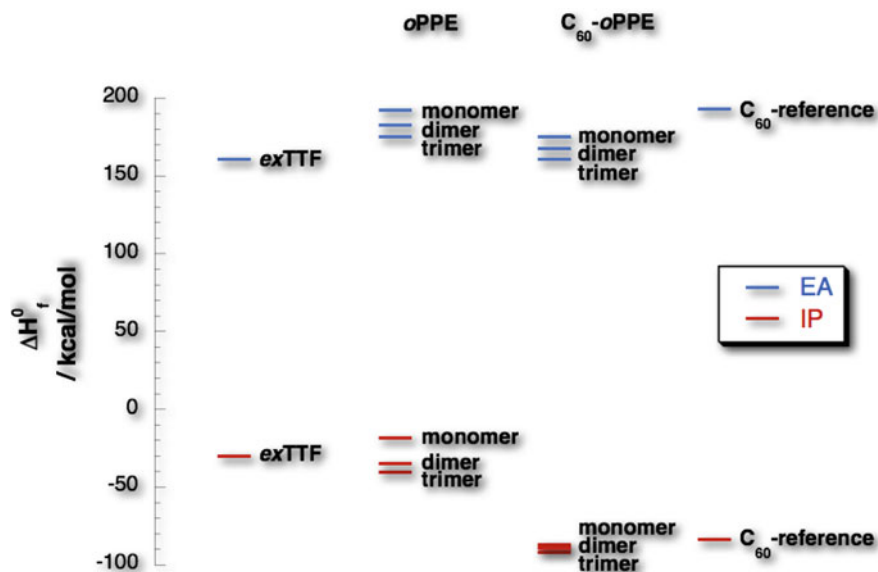 oPPE
C60-oPPE
200
150
100
50
0
-50
-100
ΔH0f
/ kcal/mol
exTTF
monomer
dimer
trimer
monomer
dimer
trimer
C60-reference
EA
IP
exTTF
monomer
dimer
trimer
monomer
dimer
trimer
C60-reference